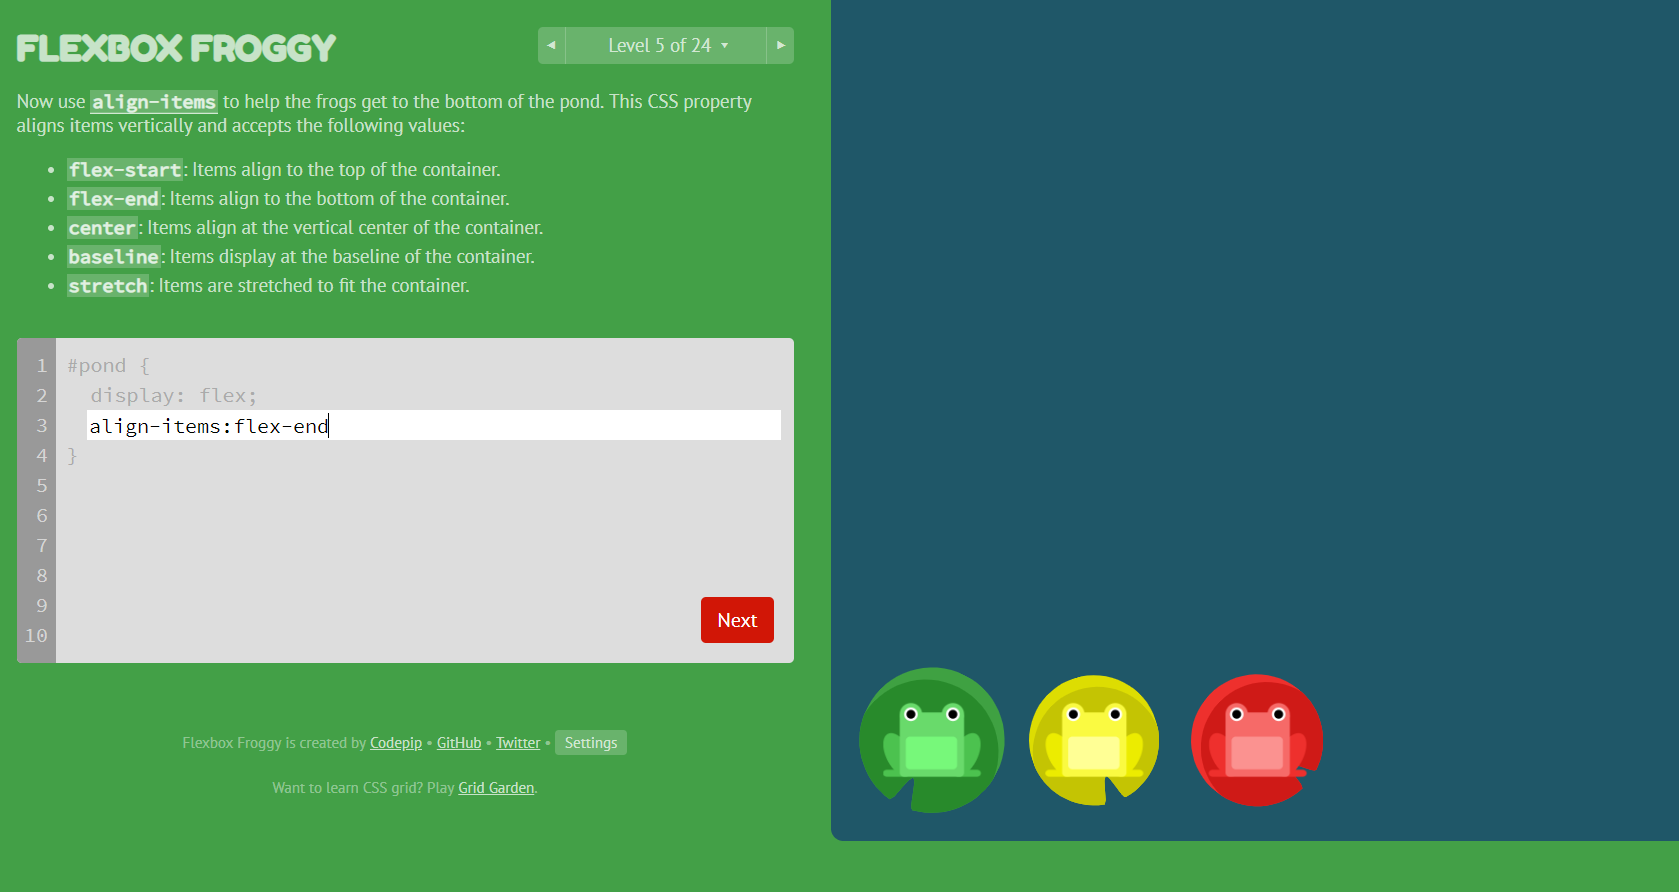 FLEXBOX FROGGY
◀ Level 5 of 24 ▾ ▶
Now use align-items to help the frogs get to the bottom of the pond. This CSS property
aligns items vertically and accepts the following values:
• flex-start: Items align to the top of the container.
• flex-end: Items align to the bottom of the container.
• center: Items align at the vertical center of the container.
• baseline: Items display at the baseline of the container.
• stretch: Items are stretched to fit the container.
1 #pond {
2 display: flex;
3 align-items:flex-end
4 }
5
6
7
8
9
10
Next
Flexbox Froggy is created by Codepip • GitHub • Twitter • Settings
Want to learn CSS grid? Play Grid Garden.